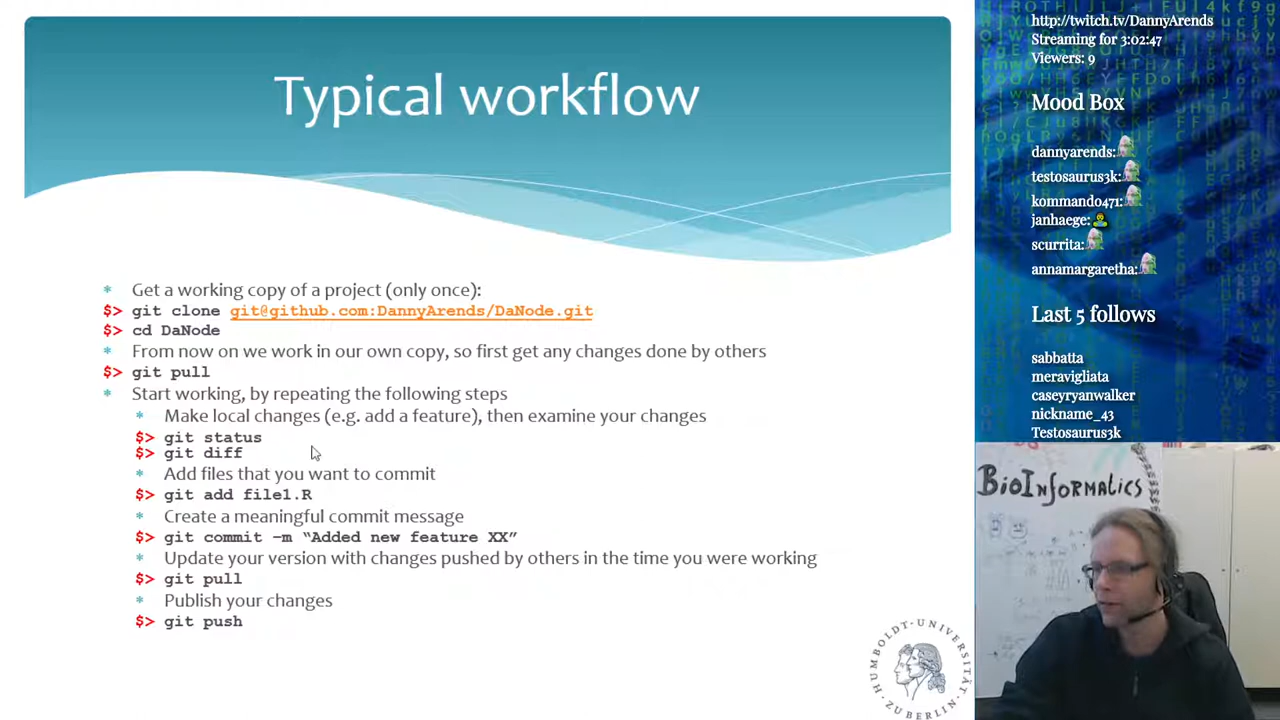 Typical workflow
* Get a working copy of a project (only once):
$> git clone git@github.com:DannyArends/DaNode.git
$> cd DaNode
* From now on we work in our own copy, so first get any changes done by others
$> git pull
* Start working, by repeating the following steps
* Make local changes (e.g. add a feature), then examine your changes
$> git status
$> git diff
* Add files that you want to commit
$> git add file1.R
* Create a meaningful commit message
$> git commit –m “Added new feature XX”
* Update your version with changes pushed by others in the time you were working
$> git pull
* Publish your changes
$> git push
HUMBOLDT-UNIVERSITÄT
ZU BERLIN
http://twitch.tv/DannyArends
Streaming for 3:02:47
Viewers: 9
Mood Box
dannyarends:
testosaurus3k:
kommando471:
janhaege:
scurrita:
annamargaretha:
Last 5 follows
sabbatta
meravigliata
caseyryanwalker
nickname_43
Testosaurus3k
BioInformatics